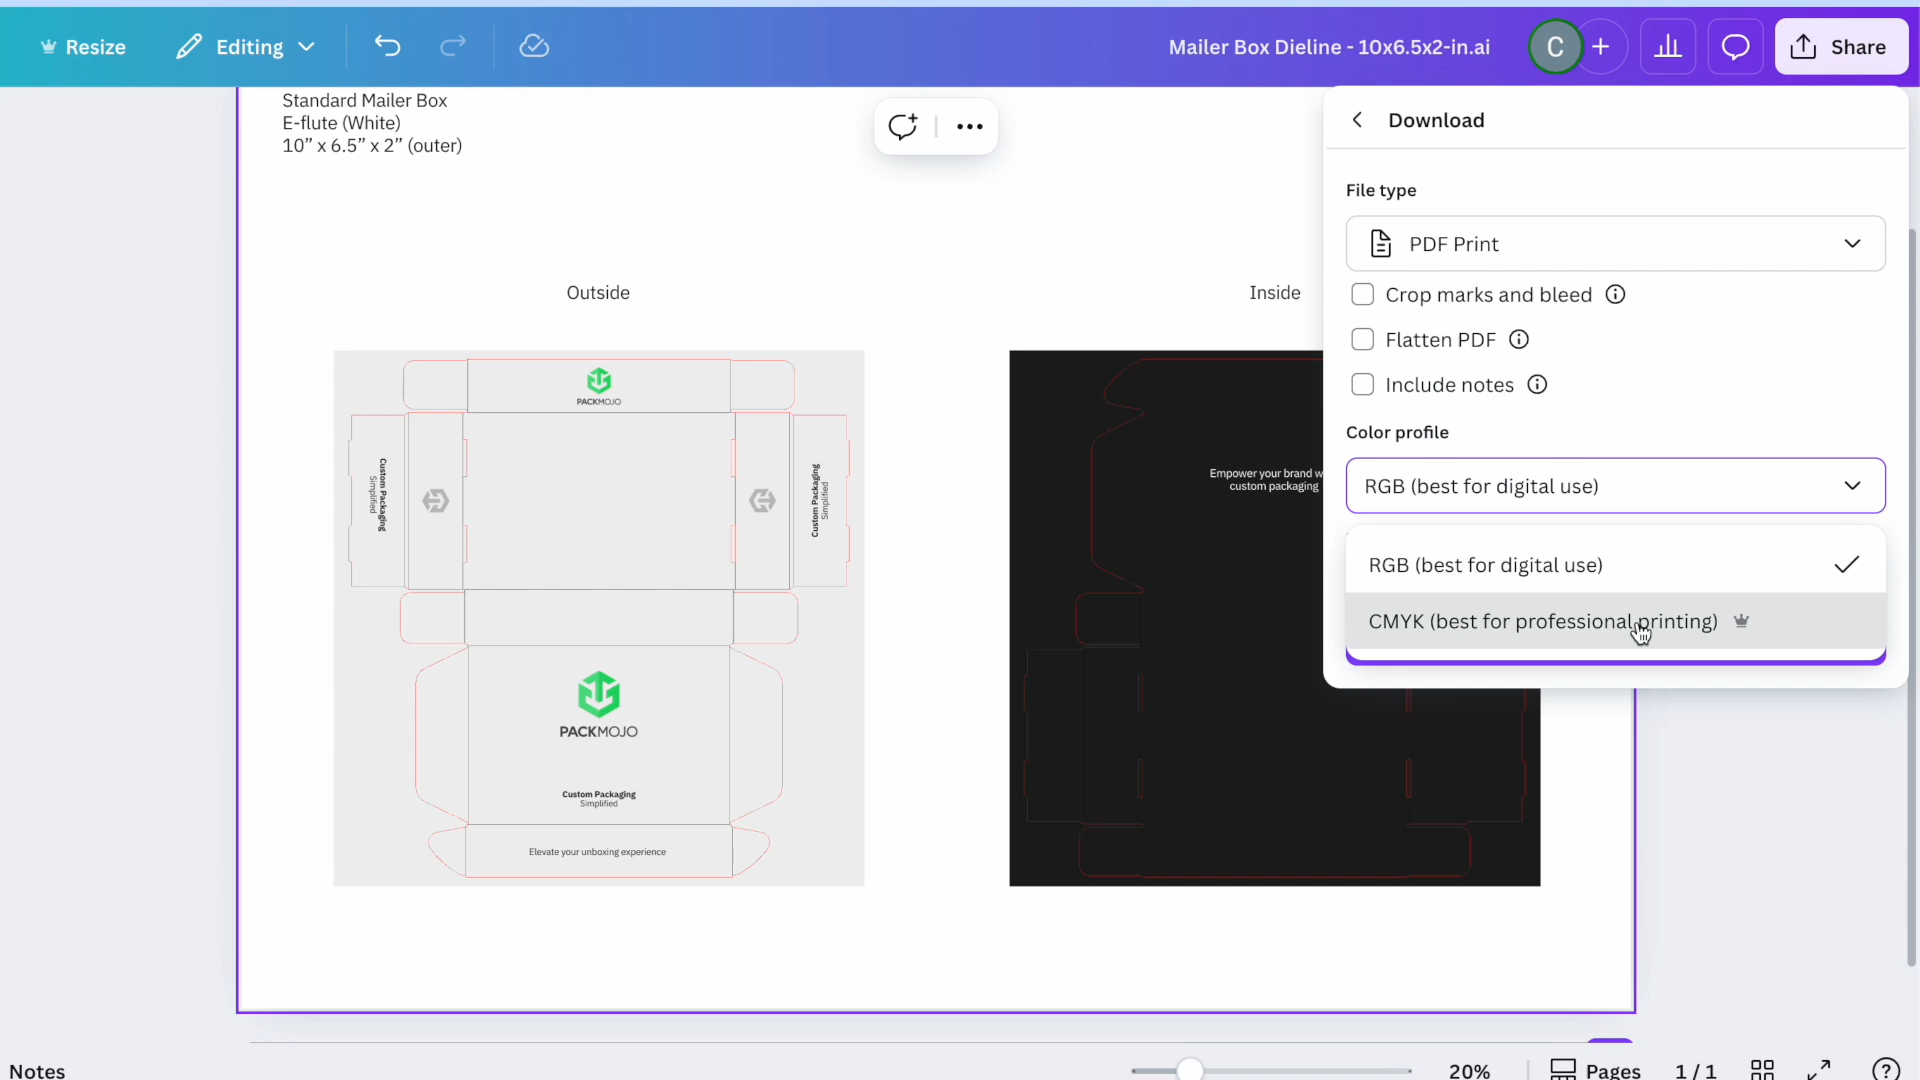 Resize
Editing
Mailer Box Dieline - 10x6.5x2-in.ai
C
Share
Standard Mailer Box
E-flute (White)
10” x 6.5” x 2” (outer)
Outside
Inside
PACKMOJO
Custom Packaging
Simplified
Custom Packaging
Simplified
PACKMOJO
Custom Packaging
Simplified
Elevate your unboxing experience
Empower your brand w
custom packaging
Download
File type
PDF Print
Crop marks and bleed
Flatten PDF
Include notes
Color profile
RGB (best for digital use)
RGB (best for digital use)
CMYK (best for professional printing)
Notes
20%
Pages
1 / 1